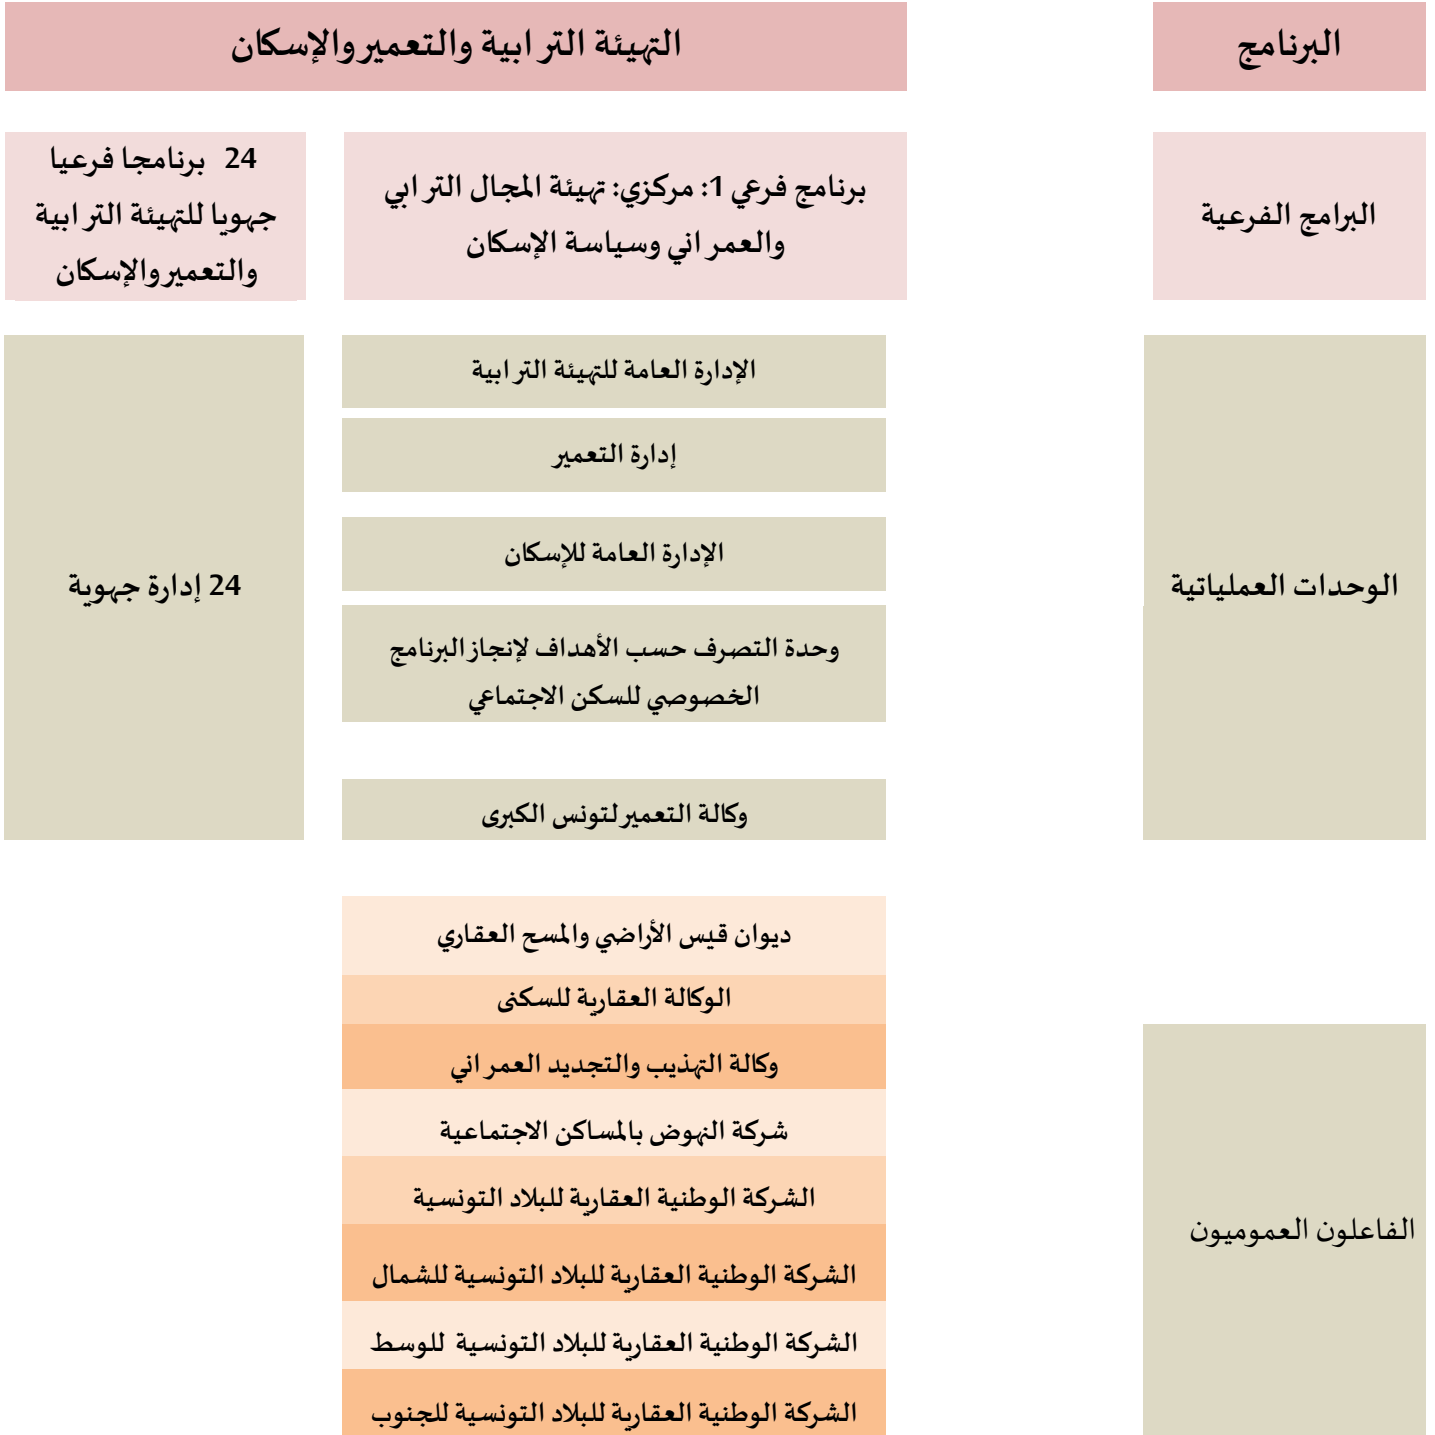 البرنامج
التهيئة الترابية والتعمير والإسكان
البرامج الفرعية
برنامج فرعي 1: مركزي: تهيئة المجال الترابي
والعمراني وسياسة الإسكان
24 برنامجا فرعيا
جهويا للتهيئة الترابية
والتعمير والإسكان
الوحدات العملياتية
الإدارة العامة للتهيئة الترابية
إدارة التعمير
الإدارة العامة للإسكان
وحدة التصرف حسب الأهداف لإنجاز البرنامج
الخصوصي للسكن الاجتماعي
وكالة التعمير لتونس الكبرى
24 إدارة جهوية
الفاعلون العموميون
ديوان قيس الأراضي والمسح العقاري
الوكالة العقارية للسكنى
وكالة التهذيب والتجديد العمراني
شركة النهوض بالمساكن الاجتماعية
الشركة الوطنية العقارية للبلاد التونسية
الشركة الوطنية العقارية للبلاد التونسية للشمال
الشركة الوطنية العقارية للبلاد التونسية للوسط
الشركة الوطنية العقارية للبلاد التونسية للجنوب